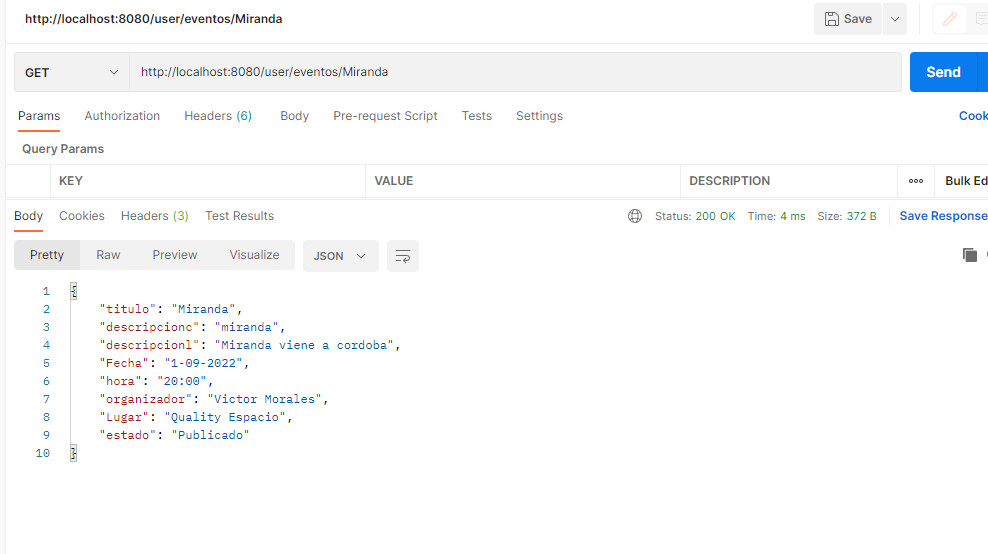 http://localhost:8080/user/eventos/Miranda
Save
GET
http://localhost:8080/user/eventos/Miranda
Send
Params Authorization Headers (6) Body Pre-request Script Tests Settings Cook
Query Params
KEY VALUE DESCRIPTION ••• Bulk Ed
Body Cookies Headers (3) Test Results Status: 200 OK Time: 4 ms Size: 372 B Save Response
Pretty Raw Preview Visualize JSON
1 {
2 "titulo": "Miranda",
3 "descripcionc": "miranda",
4 "descripcionl": "Miranda viene a cordoba",
5 "Fecha": "1-09-2022",
6 "hora": "20:00",
7 "organizador": "Victor Morales",
8 "Lugar": "Quality Espacio",
9 "estado": "Publicado"
10 }